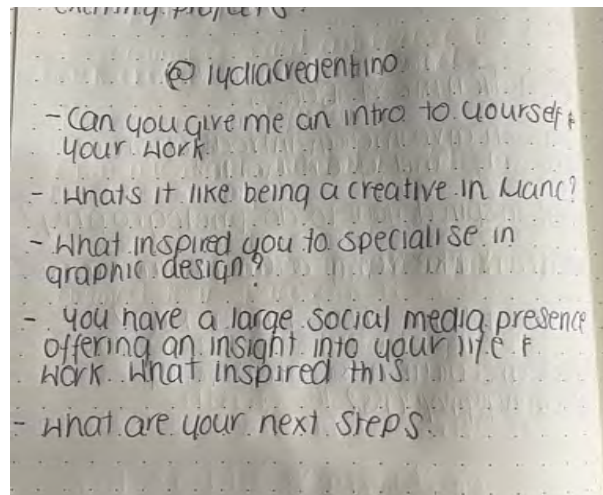 exciting projects.
@lydiacredentino
- Can you give me an intro to yourself +
your work
- Whats it like being a creative in Manc?
- What inspired you to specialise in
graphic design?
- You have a large social media presence
offering an insight into your life +
work. What inspired this
- What are your next steps.